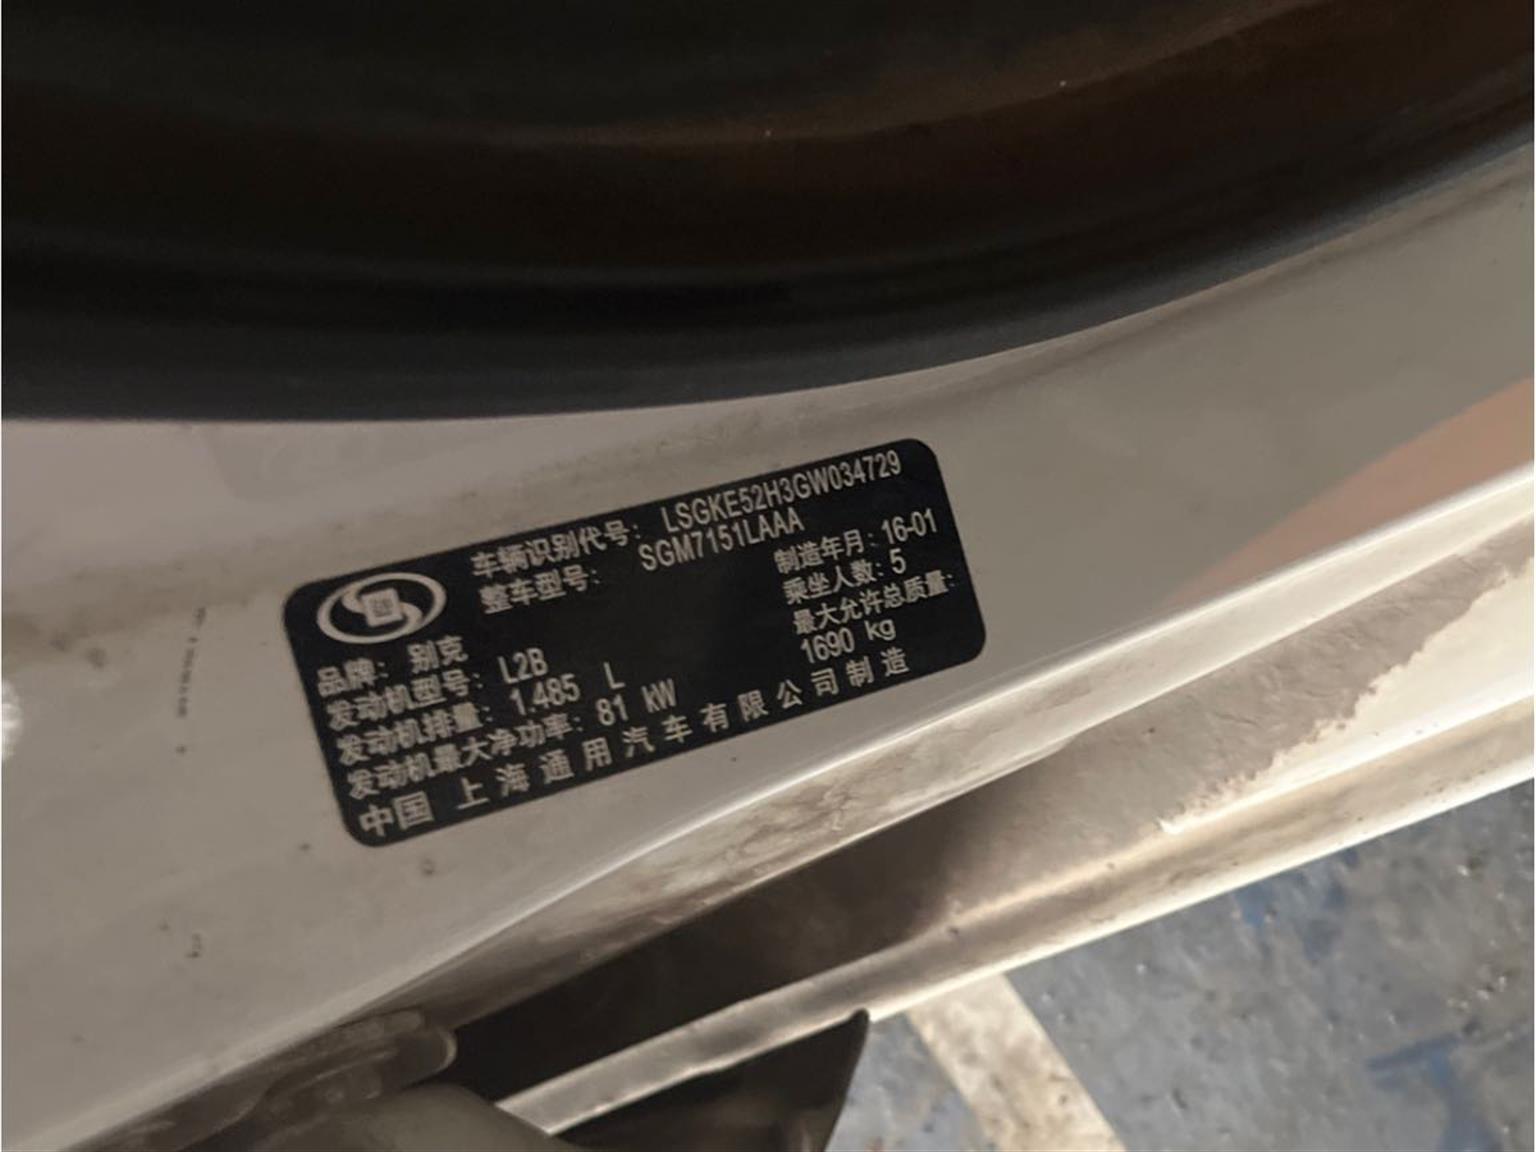 车辆识别代号: LSGKE52H3GW034729
整车型号: SGM7151LAAA
制造年月: 16-01
品牌: 别克
乘坐人数: 5
发动机型号: L2B
最大允许总质量:
发动机排量: 1.485 L
1690 kg
发动机最大净功率: 81 kW
中国 上海通用汽车有限公司制造